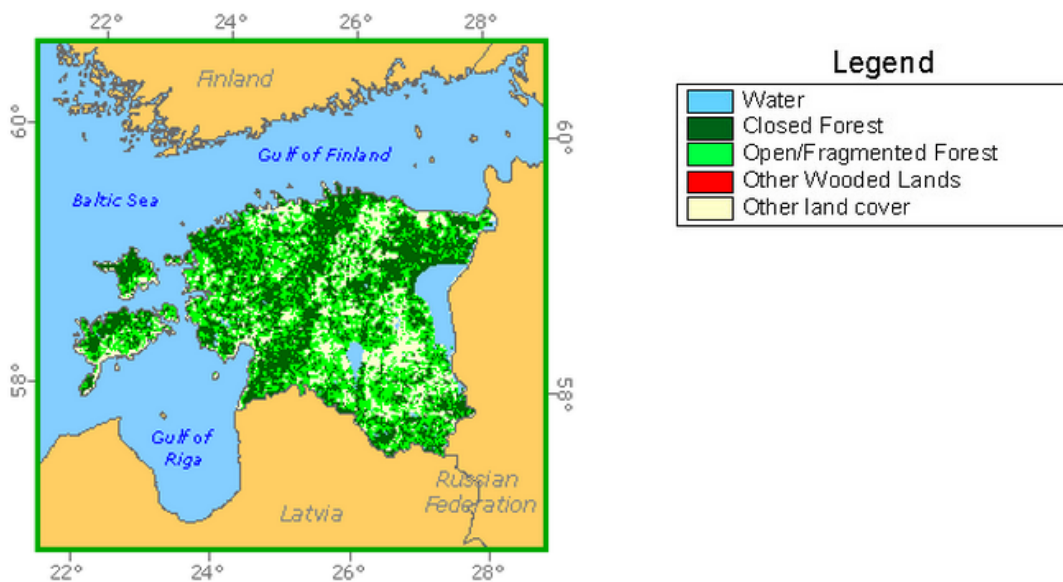 22°
24°
26°
28°
Finland
60°
60°
Gulf of Finland
Baltic Sea
58°
58°
Gulf of
Riga
Latvia
Russian
Federation
22°
24°
26°
28°
Legend
Water
Closed Forest
Open/Fragmented Forest
Other Wooded Lands
Other land cover